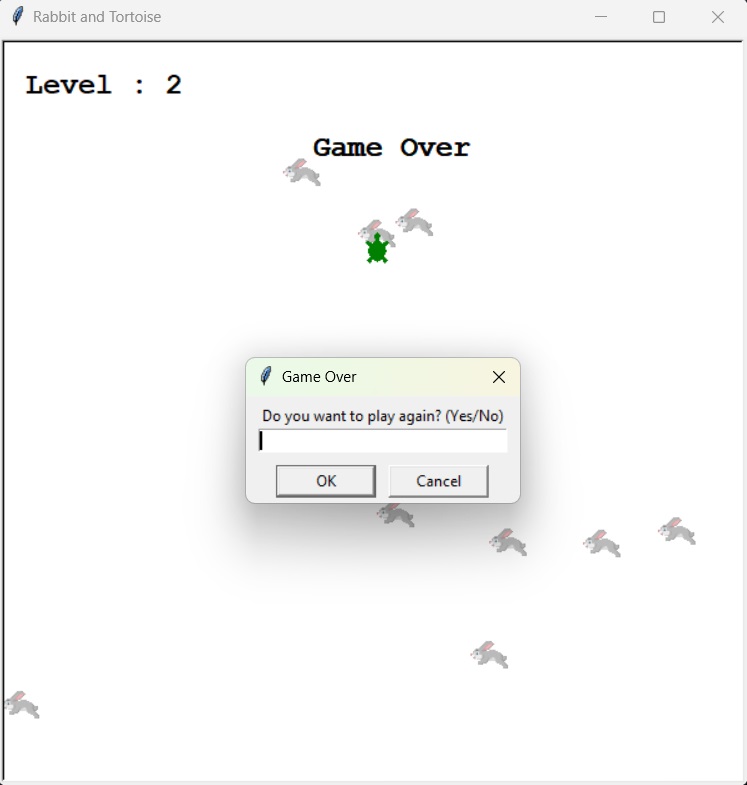 Rabbit and Tortoise
Level : 2
Game Over
Game Over
Do you want to play again? (Yes/No)
OK
Cancel